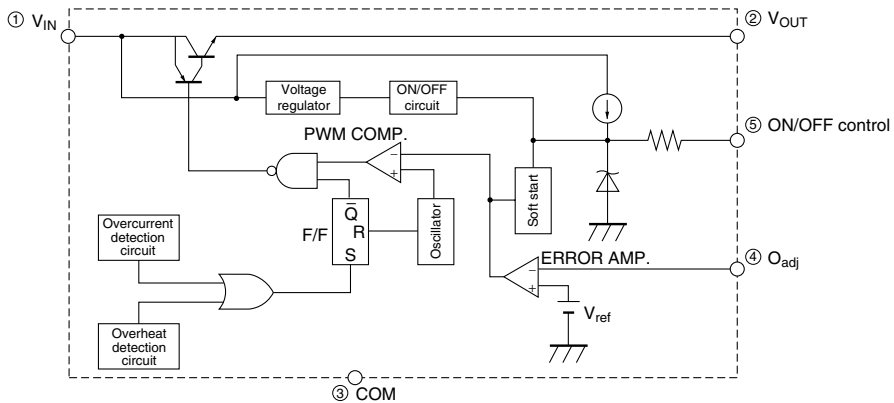 ① V_IN
② V_OUT
Voltage
regulator
ON/OFF
circuit
⑤ ON/OFF control
PWM COMP.
−
+
Soft start
Oscillator
Q̅
R
S
F/F
Overcurrent
detection
circuit
ERROR AMP.
−
+
④ O_adj
V_ref
Overheat
detection
circuit
③ COM